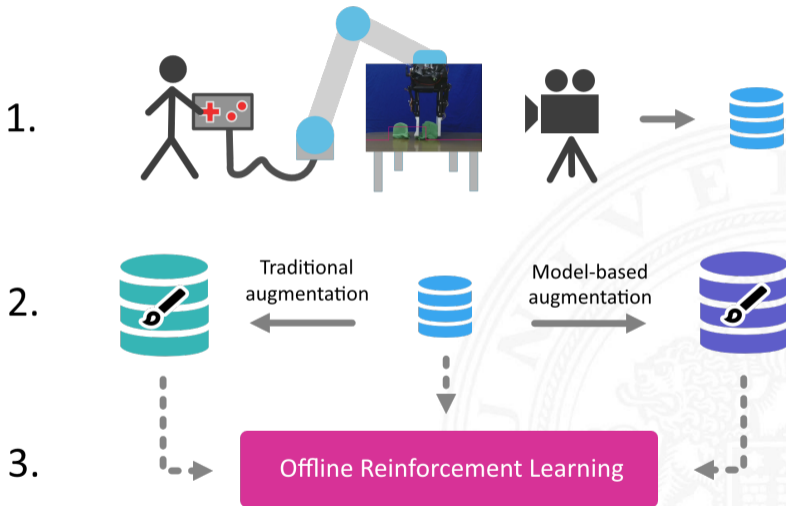 1.
2.
Traditional
augmentation
Model-based
augmentation
3.
Offline Reinforcement Learning